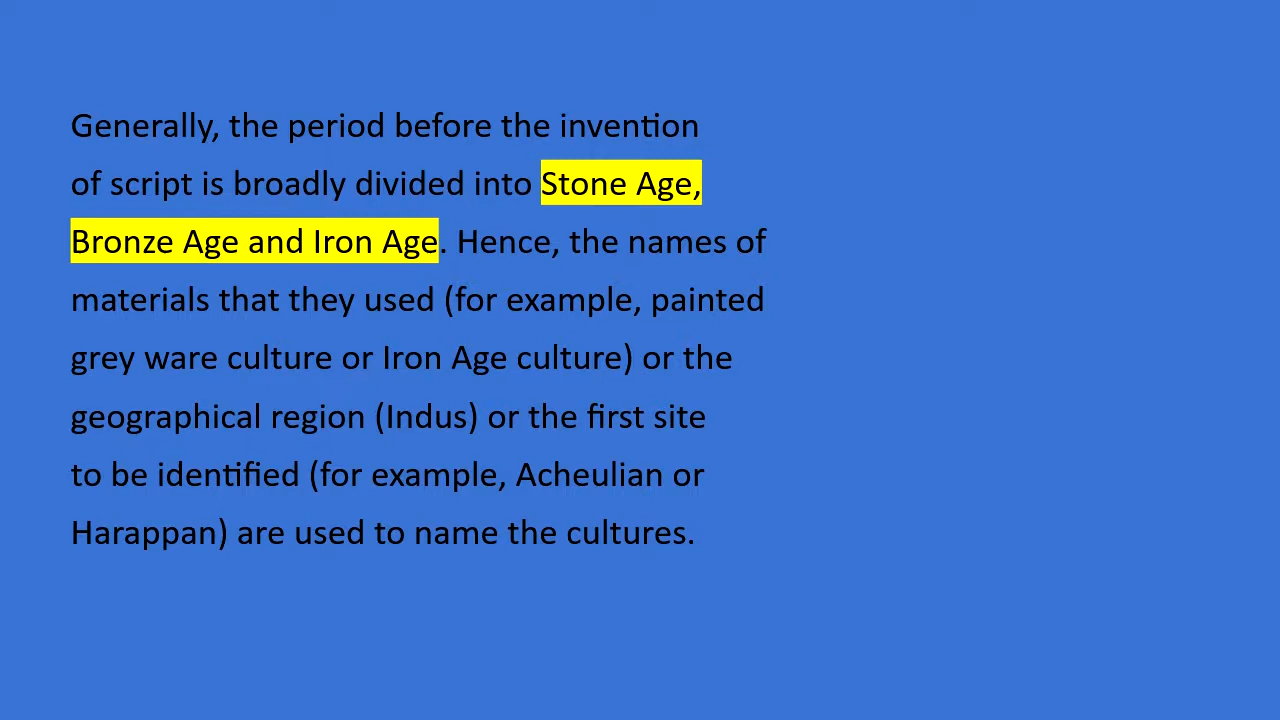 Generally, the period before the invention
of script is broadly divided into Stone Age,
Bronze Age and Iron Age. Hence, the names of
materials that they used (for example, painted
grey ware culture or Iron Age culture) or the
geographical region (Indus) or the first site
to be identified (for example, Acheulian or
Harappan) are used to name the cultures.